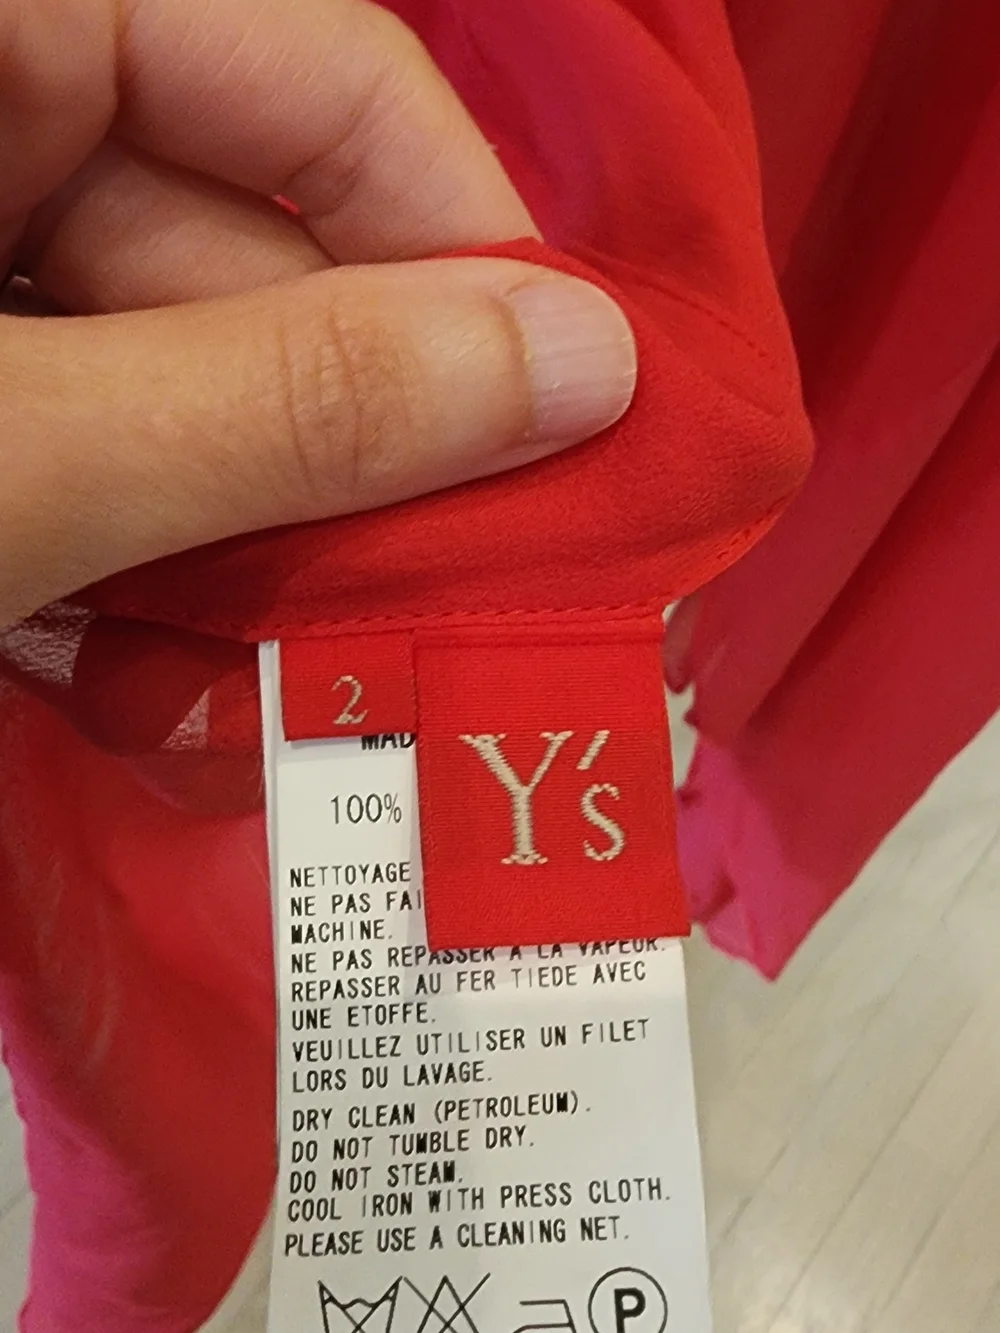 2
Y's
100%
NETTOYAGE
NE PAS
MACHINE.
NE PAS REPASSER A LA VAPEUR.
REPASSER AU FER TIEDE AVEC
UNE ETOFFE.
VEUILLEZ UTILISER UN FILET
LORS DU LAVAGE.
DRY CLEAN (PETROLEUM).
DO NOT TUMBLE DRY.
DO NOT STEAM.
COOL IRON WITH PRESS CLOTH.
PLEASE USE A CLEANING NET.
P